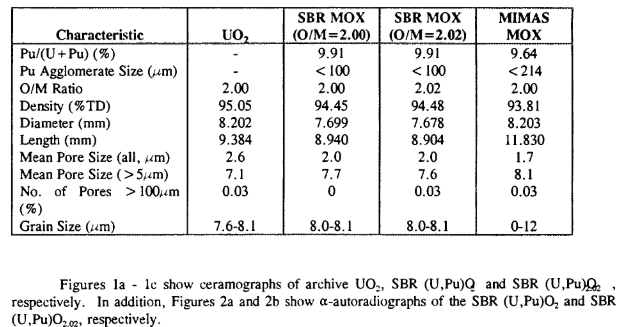 Characteristic UO2 SBR MOX (O/M=2.00) SBR MOX (O/M=2.02) MIMAS MOX
Pu/(U+Pu) (%) - 9.91 9.91 9.64
Pu Agglomerate Size (μm) - <100 <100 <214
O/M Ratio 2.00 2.00 2.02 2.00
Density (%TD) 95.05 94.45 94.48 93.81
Diameter (mm) 8.202 7.699 7.678 8.203
Length (mm) 9.384 8.940 8.904 11.830
Mean Pore Size (all, μm) 2.6 2.0 2.0 1.7
Mean Pore Size (>5μm) 7.1 7.7 7.6 8.1
No. of Pores >100μm (%) 0.03 0 0.03 0.03
Grain Size (μm) 7.6-8.1 8.0-8.1 8.0-8.1 0-12
Figures 1a - 1c show ceramographs of archive UO2, SBR (U,Pu)O2 and SBR (U,Pu)O2.02 ,
respectively. In addition, Figures 2a and 2b show α-autoradiographs of the SBR (U,Pu)O2 and SBR
(U,Pu)O2.02, respectively.